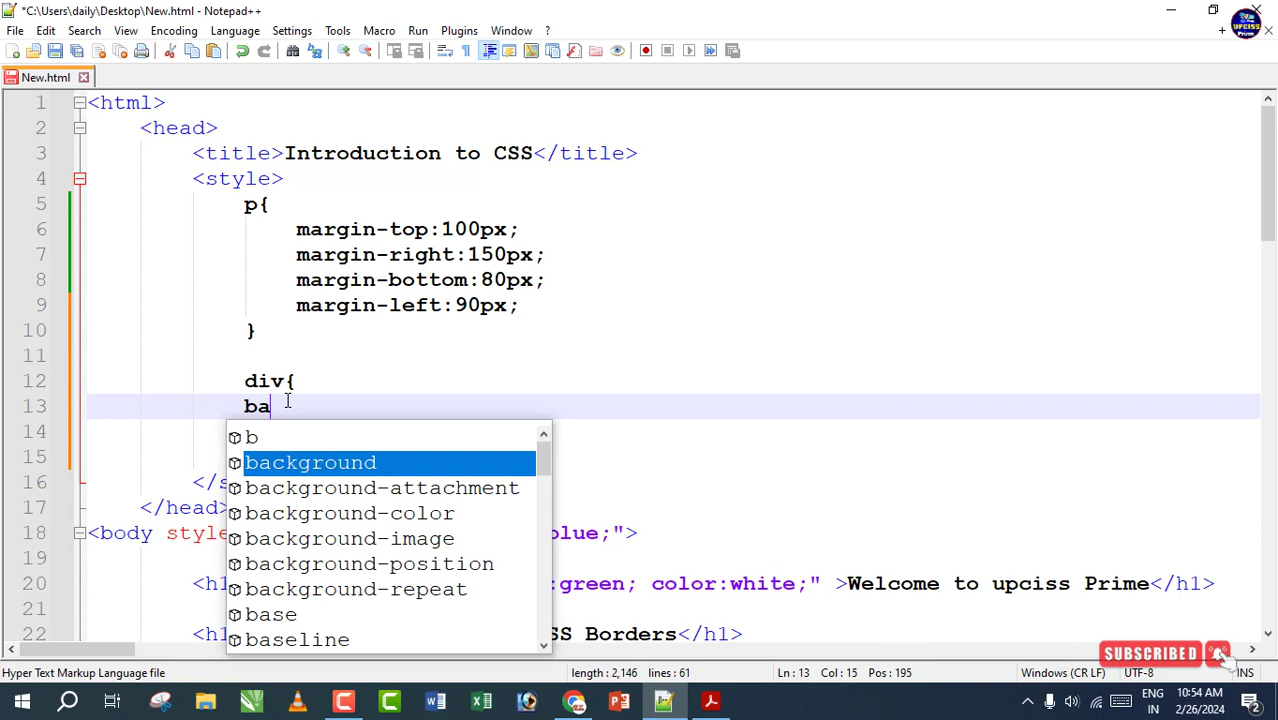 *C:\Users\daily\Desktop\New.html - Notepad++
File Edit Search View Encoding Language Settings Tools Macro Run Plugins Window ?
New.html
1 <html>
2 <head>
3 <title>Introduction to CSS</title>
4 <style>
5 p{
6 margin-top:100px;
7 margin-right:150px;
8 margin-bottom:80px;
9 margin-left:90px;
10 }
11
12 div{
13 ba
14 b
15 background
background-attachment
16 </s background-color
17 </head> background-image
18 <body style lue;">
background-position
19 background-repeat
20 <h1 :green; color:white;" >Welcome to upciss Prime</h1>
21 base
22 <h1 SS Borders</h1>
baseline
UPCISS Prime
SUBSCRIBED
Hyper Text Markup Language file length : 2,146 lines : 61 Ln : 13 Col : 15 Pos : 195 Windows (CR LF) UTF-8 INS
ENG IN 10:54 AM 2/26/2024 2